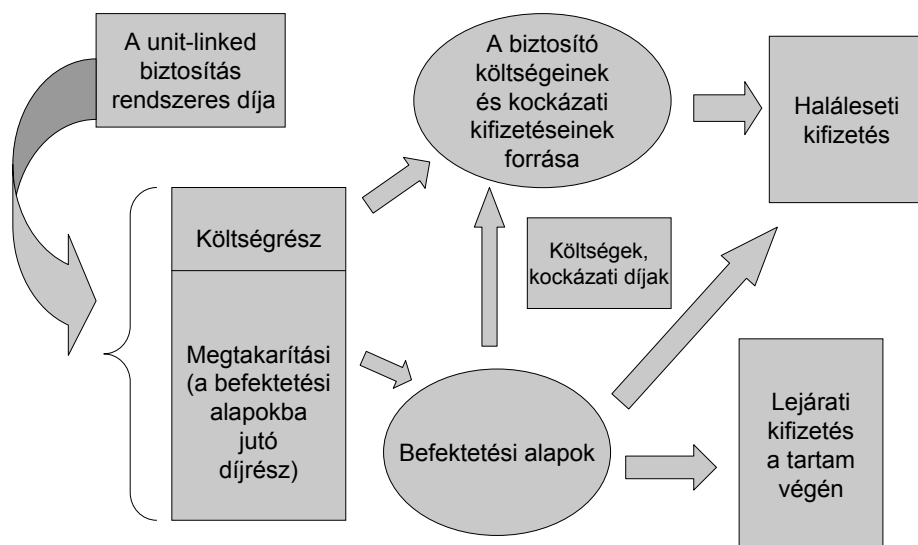 A unit-linked
biztosítás
rendszeres díja
A biztosító
költségeinek
és kockázati
kifizetéseinek
forrása
Haláleseti
kifizetés
Költségrész
Költségek,
kockázati díjak
Megtakarítási
(a befektetési
alapokba
jutó
díjrész)
Befektetési alapok
Lejárati
kifizetés
a tartam
végén